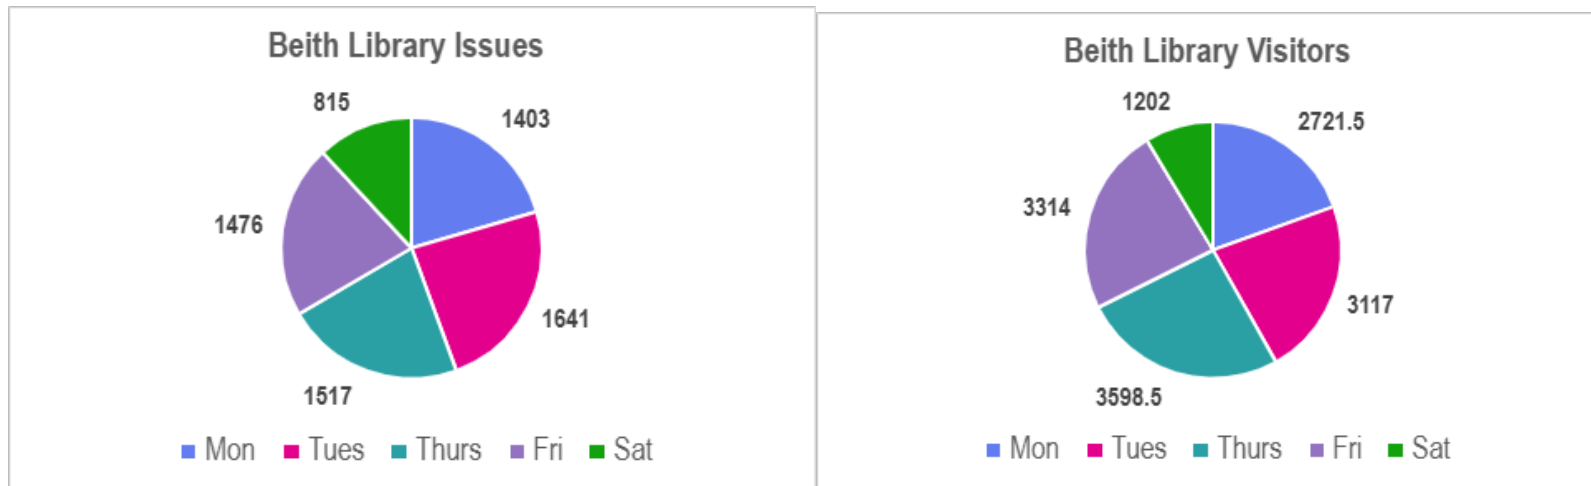 Beith Library Issues
815
1403
1476
1641
1517
Mon Tues Thurs Fri Sat
Beith Library Visitors
1202
2721.5
3314
3117
3598.5
Mon Tues Thurs Fri Sat